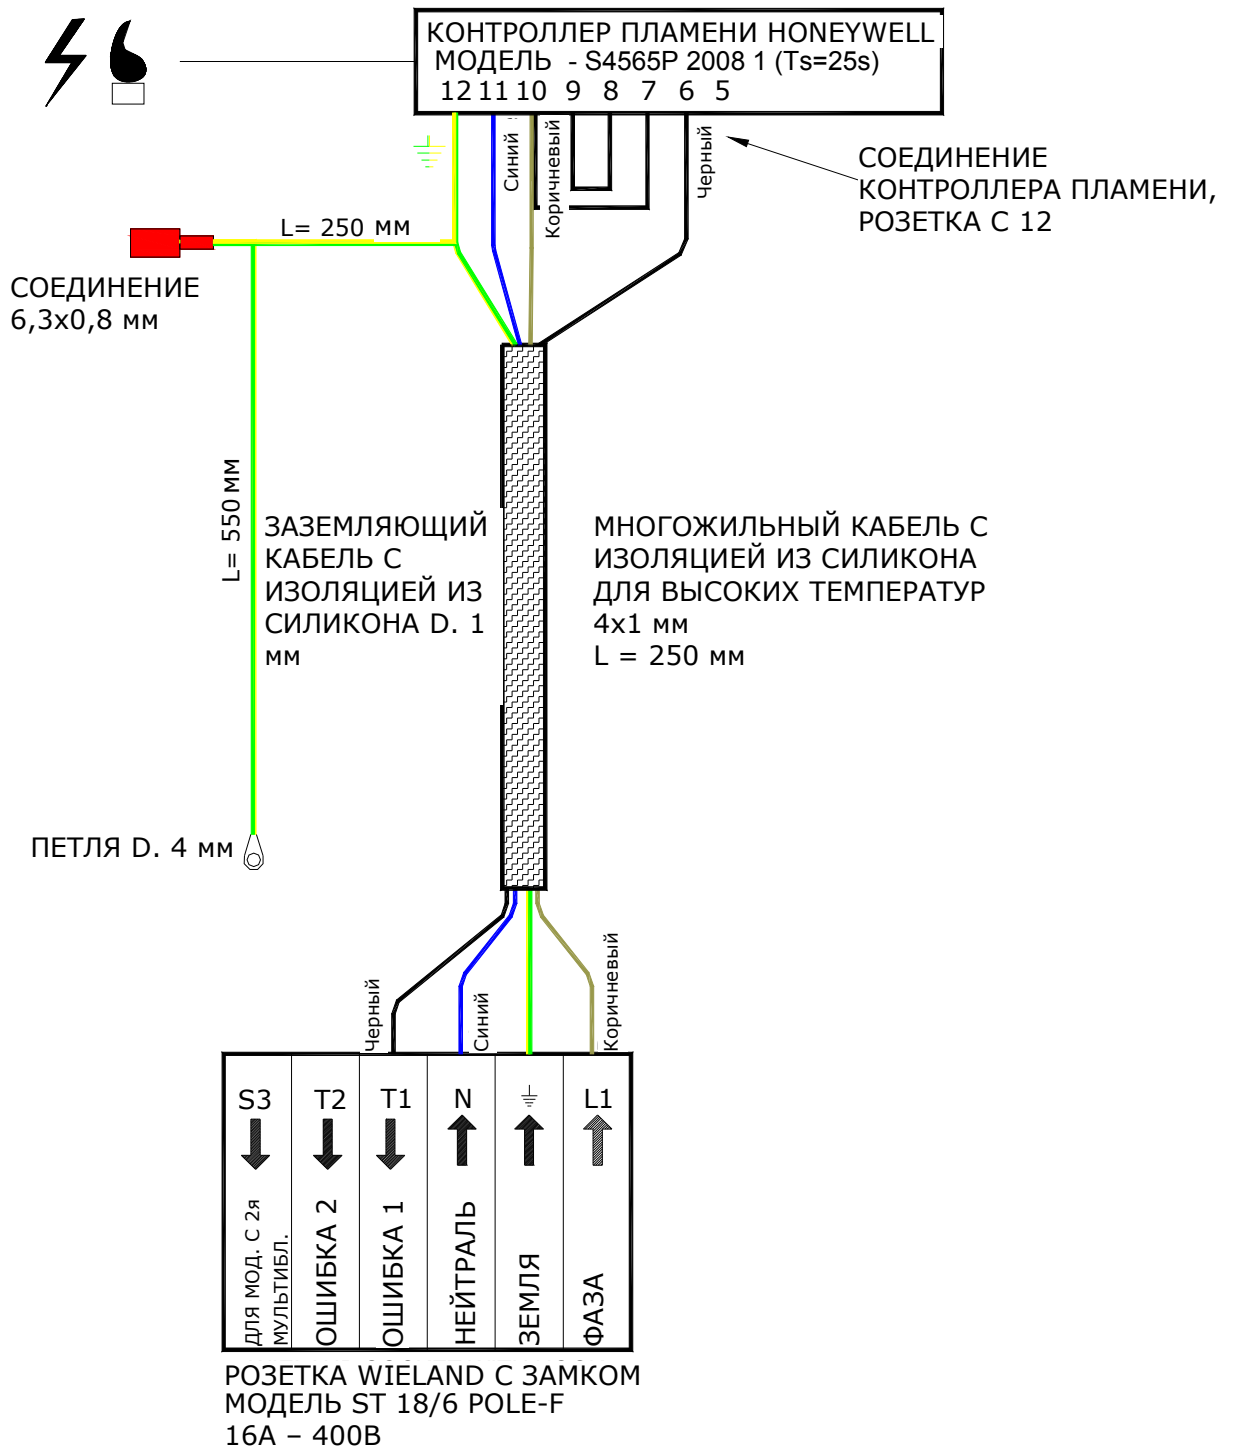 КОНТРОЛЛЕР ПЛАМЕНИ HONEYWELL
МОДЕЛЬ - S4565P 2008 1 (Ts=25s)
12 11 10 9 8 7 6 5
Синий
Коричневый
Черный
СОЕДИНЕНИЕ
КОНТРОЛЛЕРА ПЛАМЕНИ,
РОЗЕТКА С 12
L= 250 мм
СОЕДИНЕНИЕ
6,3x0,8 мм
L= 550 мм
ЗАЗЕМЛЯЮЩИЙ
КАБЕЛЬ С
ИЗОЛЯЦИЕЙ ИЗ
СИЛИКОНА D. 1
мм
МНОГОЖИЛЬНЫЙ КАБЕЛЬ С
ИЗОЛЯЦИЕЙ ИЗ СИЛИКОНА
ДЛЯ ВЫСОКИХ ТЕМПЕРАТУР
4x1 мм
L = 250 мм
ПЕТЛЯ D. 4 мм
Черный
Синий
Коричневый
S3 T2 T1 N L1
ДЛЯ МОД. С 2я
МУЛЬТИБЛ.
ОШИБКА 2
ОШИБКА 1
НЕЙТРАЛЬ
ЗЕМЛЯ
ФАЗА
РОЗЕТКА WIELAND С ЗАМКОМ
МОДЕЛЬ ST 18/6 POLE-F
16A – 400В